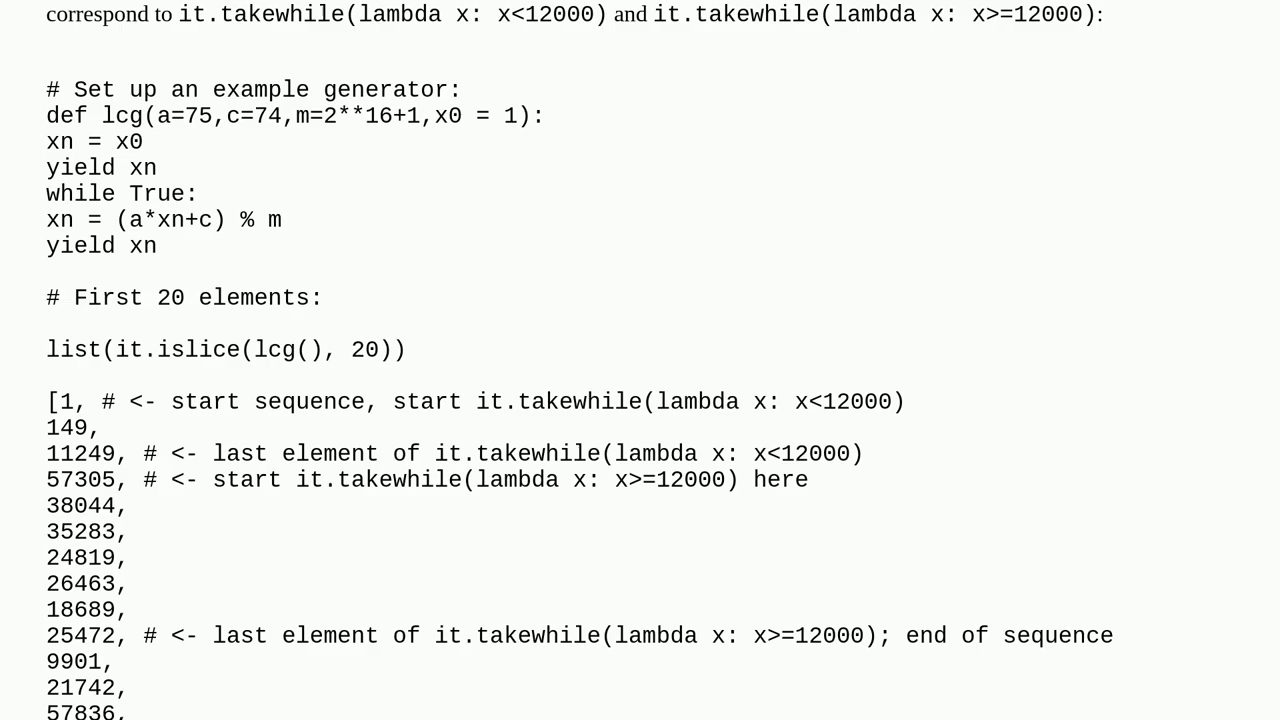 correspond to it.takewhile(lambda x: x<12000) and it.takewhile(lambda x: x>=12000):
# Set up an example generator:
def lcg(a=75,c=74,m=2**16+1,x0 = 1):
xn = x0
yield xn
while True:
xn = (a*xn+c) % m
yield xn
# First 20 elements:
list(it.islice(lcg(), 20))
[1, # <- start sequence, start it.takewhile(lambda x: x<12000)
149,
11249, # <- last element of it.takewhile(lambda x: x<12000)
57305, # <- start it.takewhile(lambda x: x>=12000) here
38044,
35283,
24819,
26463,
18689,
25472, # <- last element of it.takewhile(lambda x: x>=12000); end of sequence
9901,
21742,
57836,